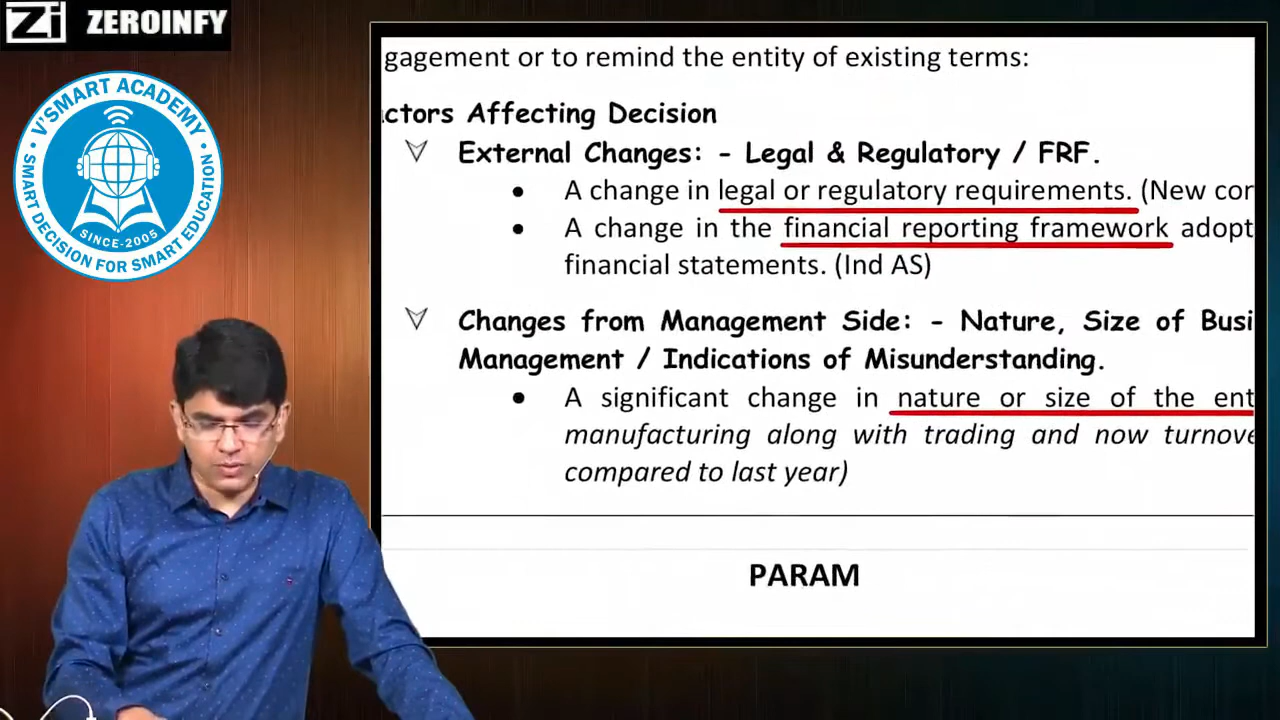 Zi ZEROINFY
V'SMART ACADEMY
SINCE-2005
SMART DECISION FOR SMART EDUCATION
gagement or to remind the entity of existing terms:
ctors Affecting Decision
External Changes: - Legal & Regulatory / FRF.
• A change in legal or regulatory requirements. (New cor
• A change in the financial reporting framework adopt
financial statements. (Ind AS)
Changes from Management Side: - Nature, Size of Busi
Management / Indications of Misunderstanding.
• A significant change in nature or size of the ent
manufacturing along with trading and now turnove
compared to last year)
PARAM